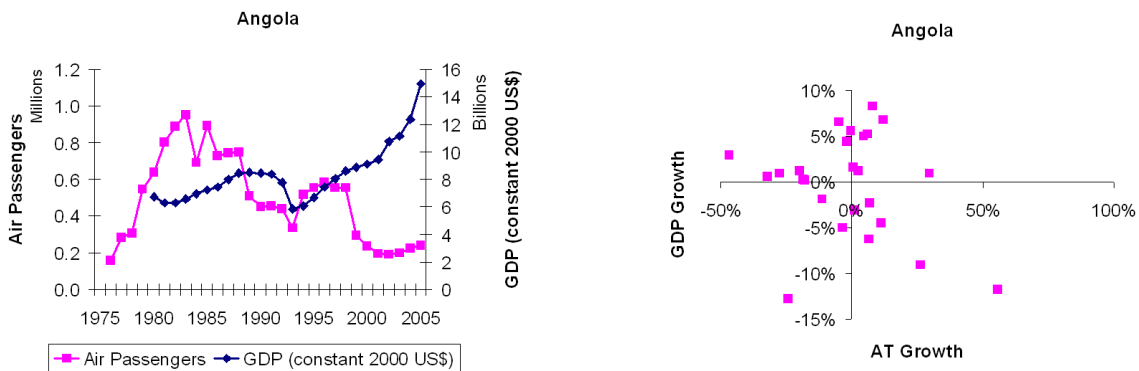 Angola
Air Passengers
Millions
1.2
1.0
0.8
0.6
0.4
0.2
0.0
16
14
12
10
8
6
4
2
0
Billions
GDP (constant 2000 US$)
1975 1980 1985 1990 1995 2000 2005
Air Passengers GDP (constant 2000 US$)
Angola
GDP Growth
10%
5%
0%
-5%
-10%
-15%
-50% 0% 50% 100%
AT Growth